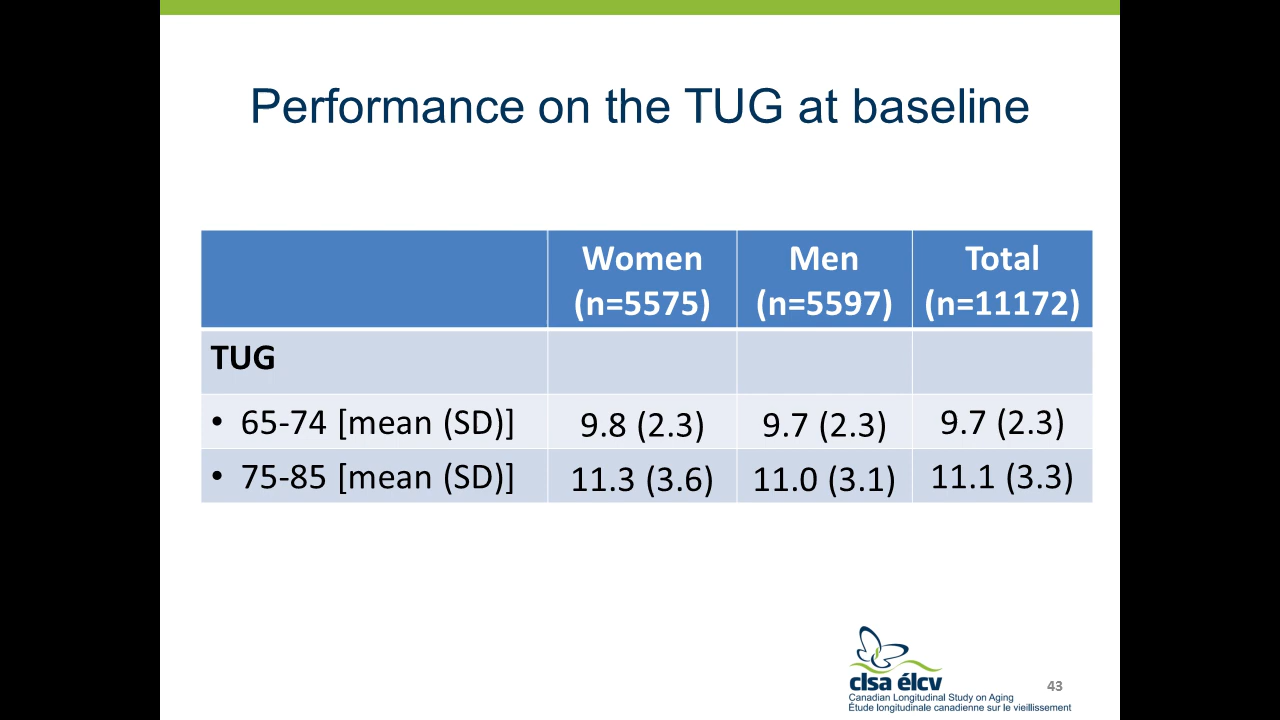 Performance on the TUG at baseline
Women Men Total
(n=5575) (n=5597) (n=11172)
TUG
• 65-74 [mean (SD)] 9.8 (2.3) 9.7 (2.3) 9.7 (2.3)
• 75-85 [mean (SD)] 11.3 (3.6) 11.0 (3.1) 11.1 (3.3)
clsa élcv
43
Canadian Longitudinal Study on Aging
Étude longitudinale canadienne sur le vieillissement